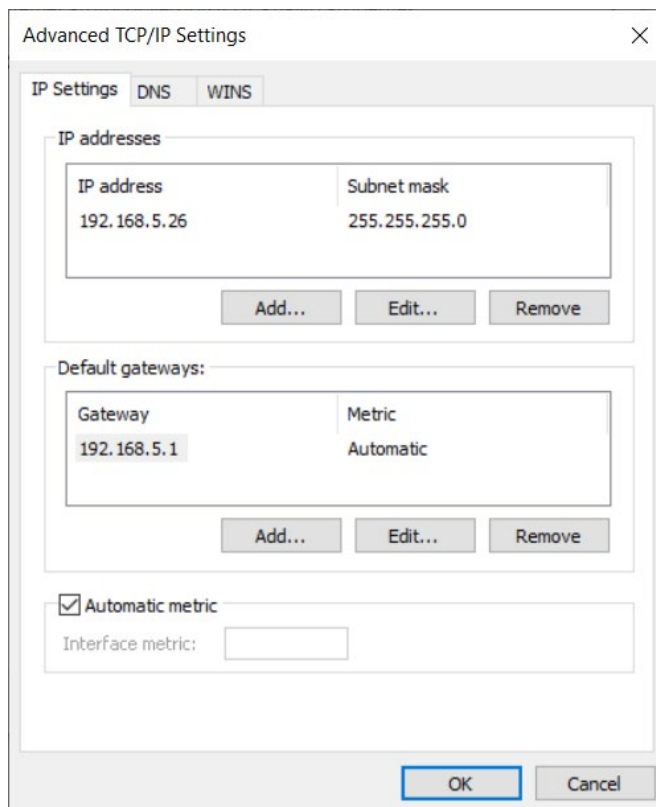 Advanced TCP/IP Settings
IP Settings DNS WINS
IP addresses
IP address Subnet mask
192.168.5.26 255.255.255.0
Add... Edit... Remove
Default gateways:
Gateway Metric
192.168.5.1 Automatic
Add... Edit... Remove
Automatic metric
Interface metric:
OK Cancel